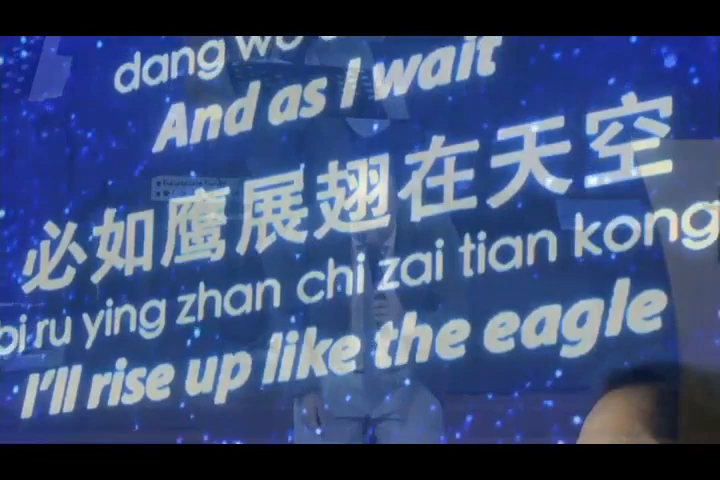 dang wo
And as I wait
必如鹰展翅在天空
bi ru ying zhan chi zai tian kong
I'll rise up like the eagle